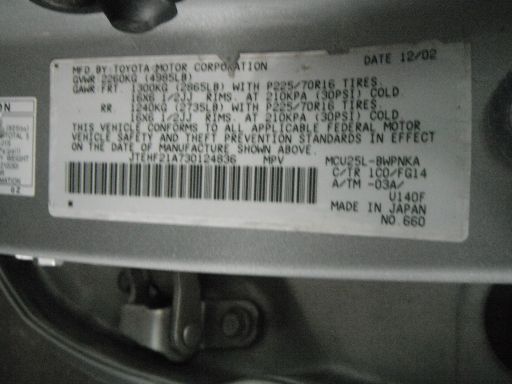 MFD BY: TOYOTA MOTOR CORPORATION DATE 12/02
GVWR 2260KG (4985LB)
GAWR FRT. 1300KG (2865LB) WITH P225/70R16 TIRES.
16X6 1/2JJ RIMS. AT 210KPA (30PSI) COLD
RR. 1240KG (2735LB) WITH P225/70R16 TIRES.
16X6 1/2JJ RIMS. AT 210KPA (30PSI) COLD
THIS VEHICLE CONFORMS TO ALL APPLICABLE FEDERAL MOTOR
VEHICLE SAFETY AND THEFT PREVENTION STANDARDS IN EFFECT
ON THE DATE OF MANUFACTURE SHOWN ABOVE.
JTEHF21A730124836 MPV MCU25L-BWPNKA
C/TR 1C0/FG14
A/TM -03A/
U140F
MADE IN JAPAN
NO.660